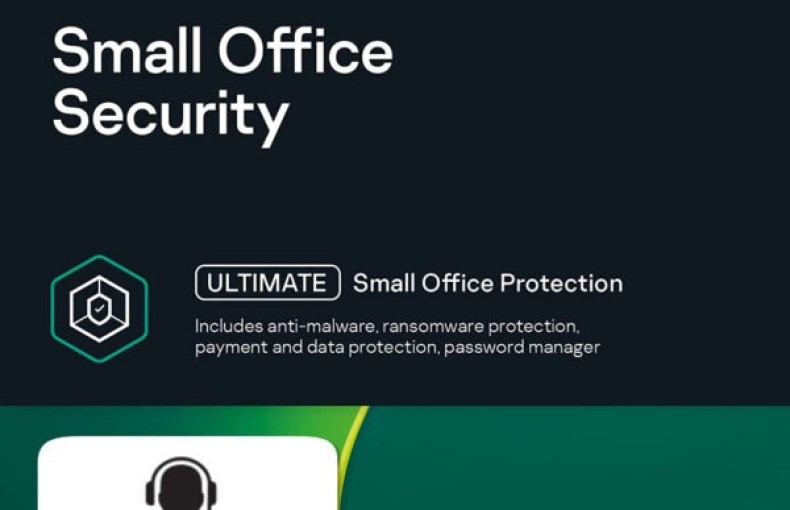 Small Office
Security
ULTIMATE Small Office Protection
Includes anti-malware, ransomware protection,
payment and data protection, password manager